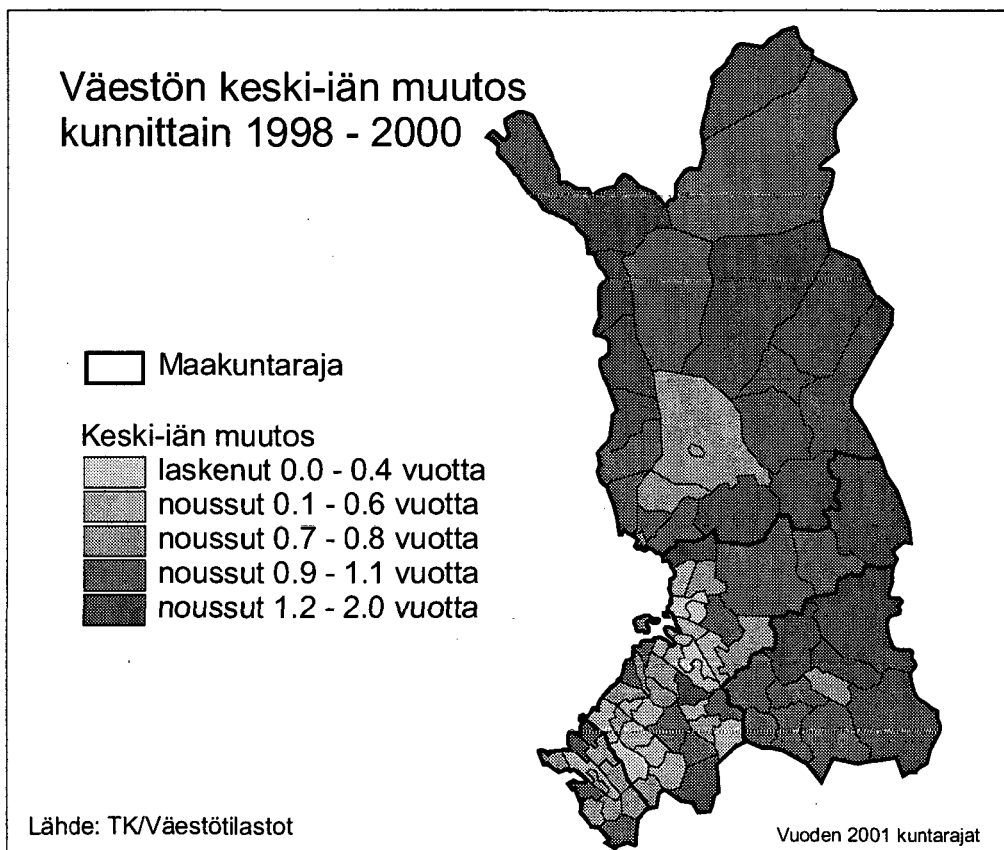 Väestön keski-iän muutos
kunnittain 1998 - 2000
Maakuntaraja
Keski-iän muutos
laskenut 0.0 - 0.4 vuotta
noussut 0.1 - 0.6 vuotta
noussut 0.7 - 0.8 vuotta
noussut 0.9 - 1.1 vuotta
noussut 1.2 - 2.0 vuotta
Lähde: TK/Väestötilastot
Vuoden 2001 kuntarajat